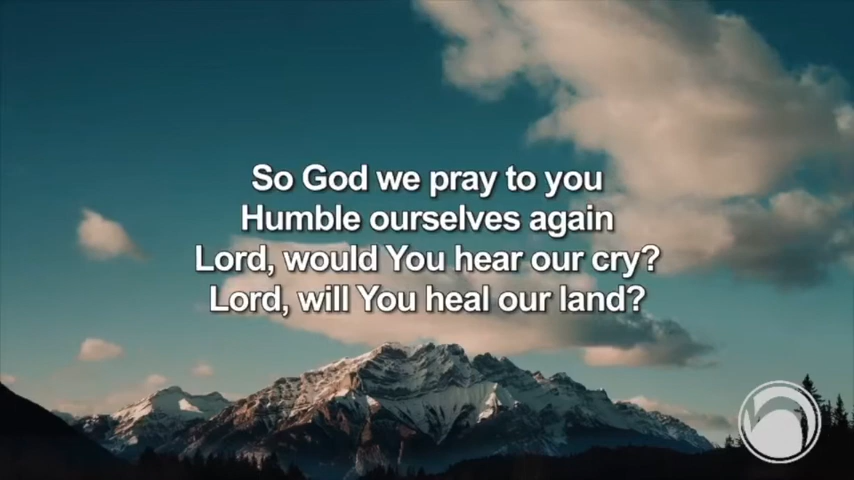 So God we pray to you
Humble ourselves again
Lord, would You hear our cry?
Lord, will You heal our land?